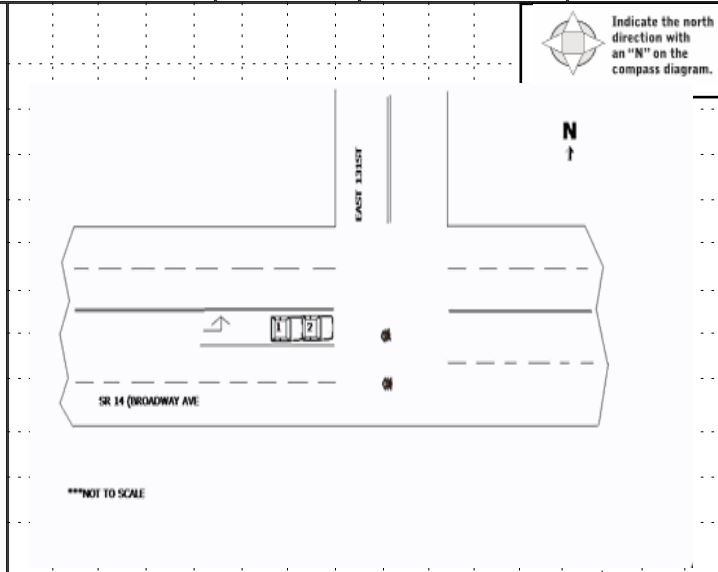 Indicate the north
direction with
an "N" on the
compass diagram.
N
EAST 131ST
1 2
SR 14 (BROADWAY AVE
***NOT TO SCALE